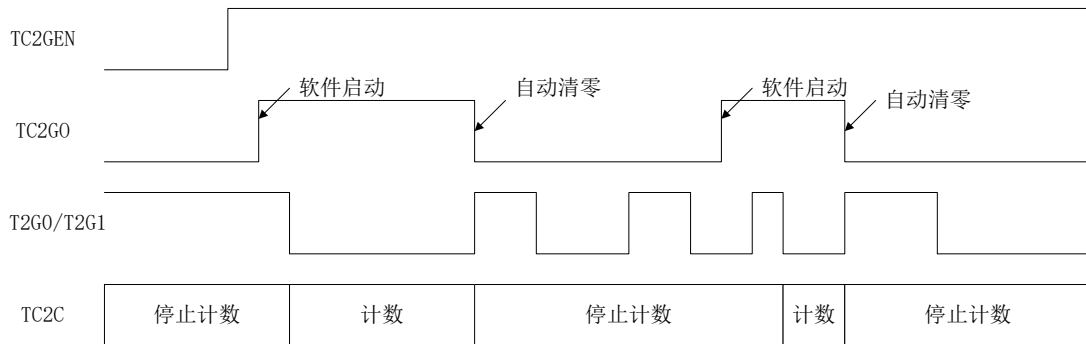 TC2GEN
软件启动 自动清零 软件启动 自动清零
TC2GO
T2G0/T2G1
TC2C 停止计数 计数 停止计数 计数 停止计数